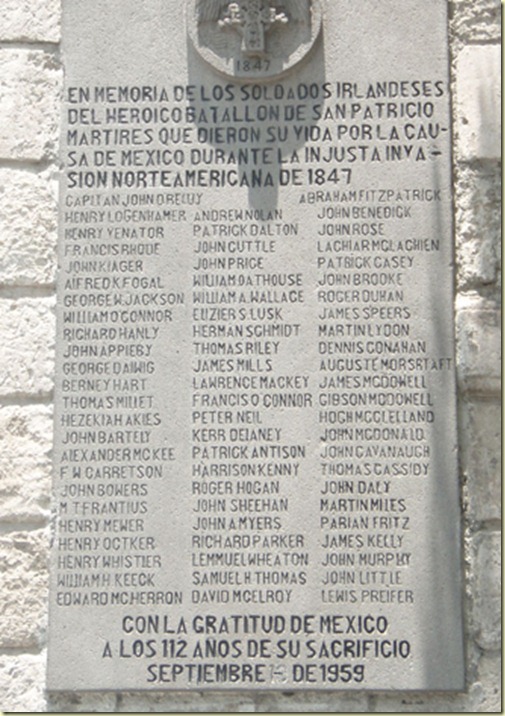 1847
EN MEMORIA DE LOS SOLDADOS IRLANDESES
DEL HEROICO BATALLON DE SAN PATRICIO
MARTIRES QUE DIERON SU VIDA POR LA CAU-
SA DE MEXICO DURANTE LA INJUSTA INVA-
SION NORTEAMERICANA DE 1847
CAPITAN JOHN OREILLY ABRAHAM FITZPATRICK
HENRY LOGENHAMER ANDREW NOLAN JOHN BENEDICK
HENRY VENATOR PATRICK DALTON JOHN ROSE
FRANCIS RHODE JOHN CUTTLE LACHIAR MCLACHEN
JOHN KIAGER JOHN PRICE PATRICK CASEY
ALFRED K FOGAL WILLIAM OATHOUSE JOHN BROOKE
GEORGE W JACKSON WILLIAM A. WALLACE ROGER DUHAN
WILLIAM O'CONNOR ELIZIER S. LUSK JAMES SPEERS
RICHARD HANLY HERMAN SCHMIDT MARTIN LYDON
JOHN APPLEBY THOMAS RILEY DENNIS CONAHAN
GEORGE DALWIG JAMES MILLS AUGUSTE MORSTAFT
BERNEY HART LAWRENCE MACKEY JAMES MCDOWELL
THOMAS MILLET FRANCIS O'CONNOR GIBSON MCDOWELL
HEZEKIAH AKLES PETER NEIL HUGH MCCLELLAND
JOHN BARTELY KERR DELANEY JOHN MCDONALD
ALEXANDER MCKEE PATRICK ANTISON JOHN CAVANAUGH
F. W. GARRETSON HARRISON KENNY THOMAS CASSIDY
JOHN BOWERS ROGER HOGAN JOHN DALY
M T FRANTIUS JOHN SHEEHAN MARTIN MILES
HENRY MEWER JOHN A MYERS PARIAN FRITZ
HENRY OCTKER RICHARD PARKER JAMES KELLY
HENRY WHISTLER LEMMUEL WHEATON JOHN MURPHY
WILLIAM H KEECK SAMUEL H THOMAS JOHN LITTLE
EDWARD MCHERRON DAVID MCELROY LEWIS PREIFER
CON LA GRATITUD DE MEXICO
A LOS 112 AÑOS DE SU SACRIFICIO
SEPTIEMBRE DE 1959